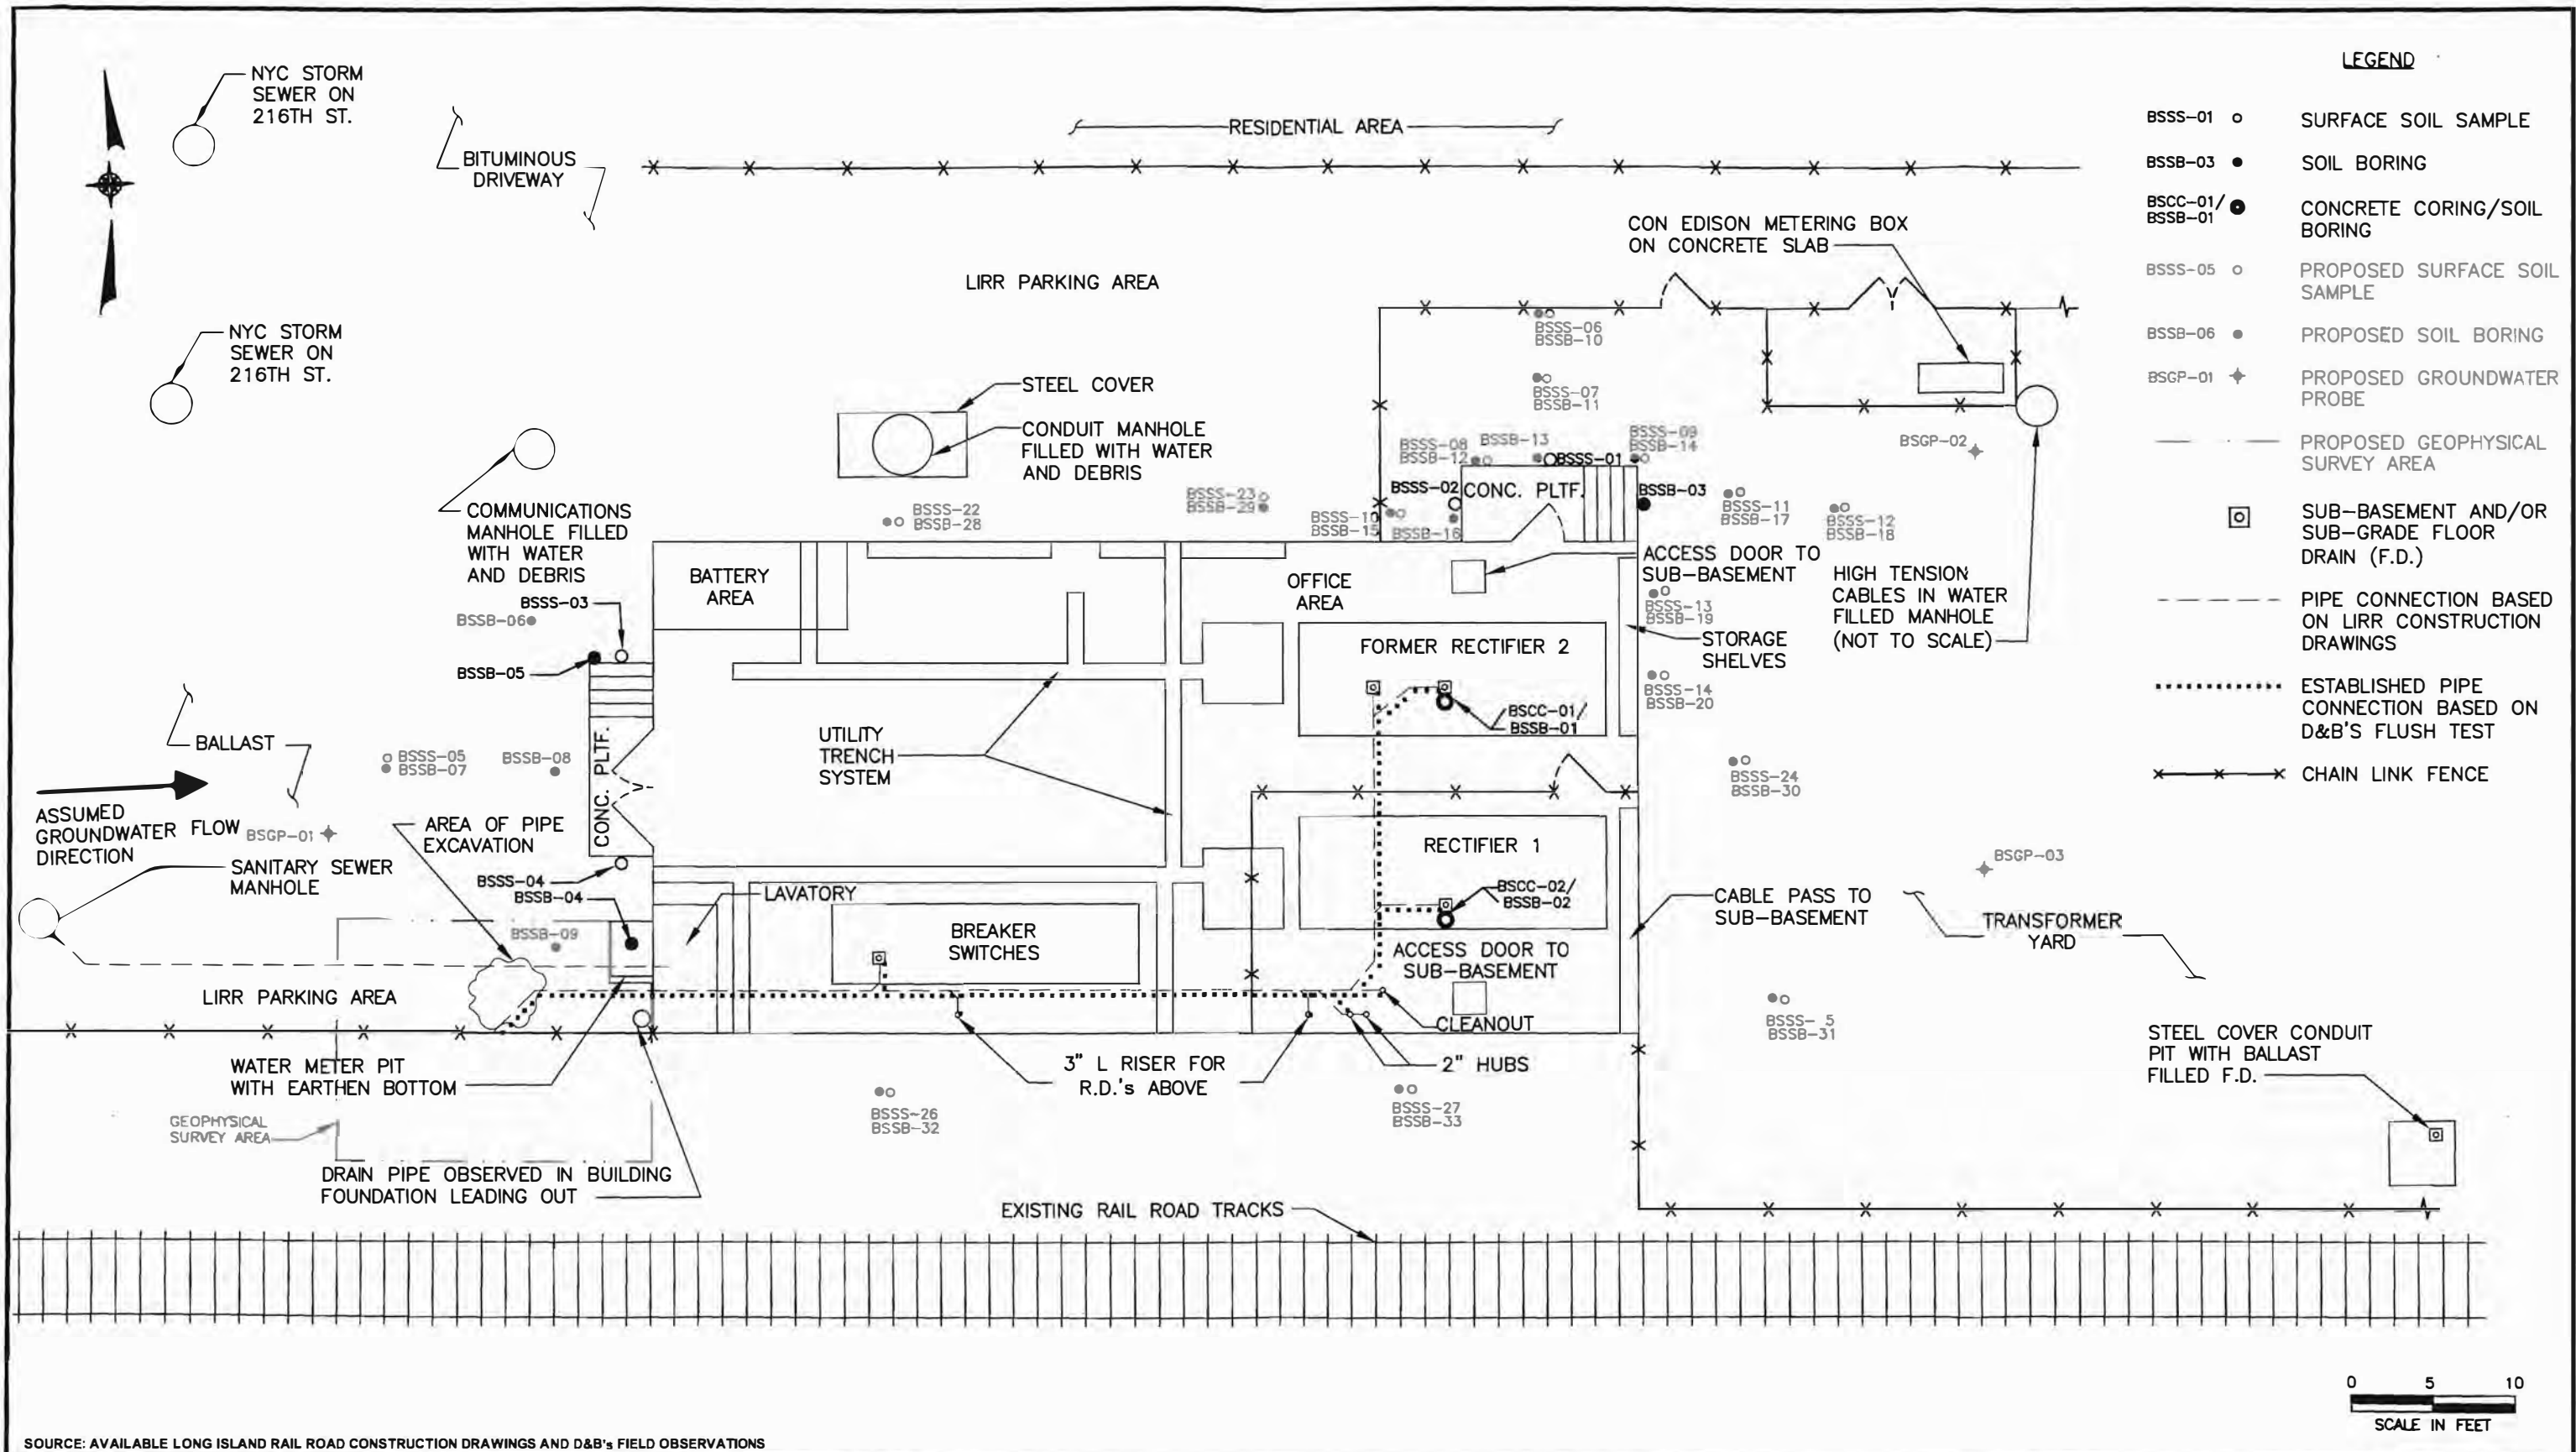 NYC STORM
SEWER ON
216TH ST.
BITUMINOUS
DRIVEWAY
RESIDENTIAL AREA
LIRR PARKING AREA
NYC STORM
SEWER ON
216TH ST.
CON EDISON METERING BOX
ON CONCRETE SLAB
BSSS-06
BSSB-10
BSSS-07
BSSB-11
STEEL COVER
CONDUIT MANHOLE
FILLED WITH WATER
AND DEBRIS
BSSS-08
BSSB-12
BSSB-13
BSSS-01
BSSS-09
BSSB-14
BSGP-02
COMMUNICATIONS
MANHOLE FILLED
WITH WATER
AND DEBRIS
BSSS-22
BSSB-28
BSSS-23
BSSB-29
BSSS-10
BSSB-15
BSSS-02
BSSB-16
CONC. PLTF.
BSSB-03
BSSS-11
BSSB-17
BSSS-12
BSSB-18
BATTERY
AREA
OFFICE
AREA
ACCESS DOOR TO
SUB-BASEMENT
HIGH TENSION
CABLES IN WATER
FILLED MANHOLE
(NOT TO SCALE)
BSSS-03
BSSB-06
BSSB-05
BSSS-13
BSSB-19
STORAGE
SHELVES
FORMER RECTIFIER 2
BSSS-14
BSSB-20
BSCC-01/
BSSB-01
UTILITY
TRENCH
SYSTEM
BALLAST
BSSS-05
BSSB-07
BSSB-08
CONC. PLTF.
BSSS-24
BSSB-30
ASSUMED
GROUNDWATER FLOW
DIRECTION
BSGP-01
AREA OF PIPE
EXCAVATION
RECTIFIER 1
BSGP-03
SANITARY SEWER
MANHOLE
BSSS-04
BSSB-04
LAVATORY
BSCC-02/
BSSB-02
CABLE PASS TO
SUB-BASEMENT
BSSB-09
BREAKER
SWITCHES
ACCESS DOOR TO
SUB-BASEMENT
TRANSFORMER
YARD
LIRR PARKING AREA
CLEANOUT
BSSS- 5
BSSB-31
WATER METER PIT
WITH EARTHEN BOTTOM
3" L RISER FOR
R.D.'s ABOVE
2" HUBS
STEEL COVER CONDUIT
PIT WITH BALLAST
FILLED F.D.
BSSS-26
BSSB-32
BSSS-27
BSSB-33
GEOPHYSICAL
SURVEY AREA
DRAIN PIPE OBSERVED IN BUILDING
FOUNDATION LEADING OUT
EXISTING RAIL ROAD TRACKS
LEGEND
BSSS-01
SURFACE SOIL SAMPLE
BSSB-03
SOIL BORING
BSCC-01/
BSSB-01
CONCRETE CORING/SOIL
BORING
BSSS-05
PROPOSED SURFACE SOIL
SAMPLE
BSSB-06
PROPOSED SOIL BORING
BSGP-01
PROPOSED GROUNDWATER
PROBE
PROPOSED GEOPHYSICAL
SURVEY AREA
SUB-BASEMENT AND/OR
SUB-GRADE FLOOR
DRAIN (F.D.)
PIPE CONNECTION BASED
ON LIRR CONSTRUCTION
DRAWINGS
ESTABLISHED PIPE
CONNECTION BASED ON
D&B'S FLUSH TEST
CHAIN LINK FENCE
0 5 10
SCALE IN FEET
SOURCE: AVAILABLE LONG ISLAND RAIL ROAD CONSTRUCTION DRAWINGS AND D&B's FIELD OBSERVATIONS